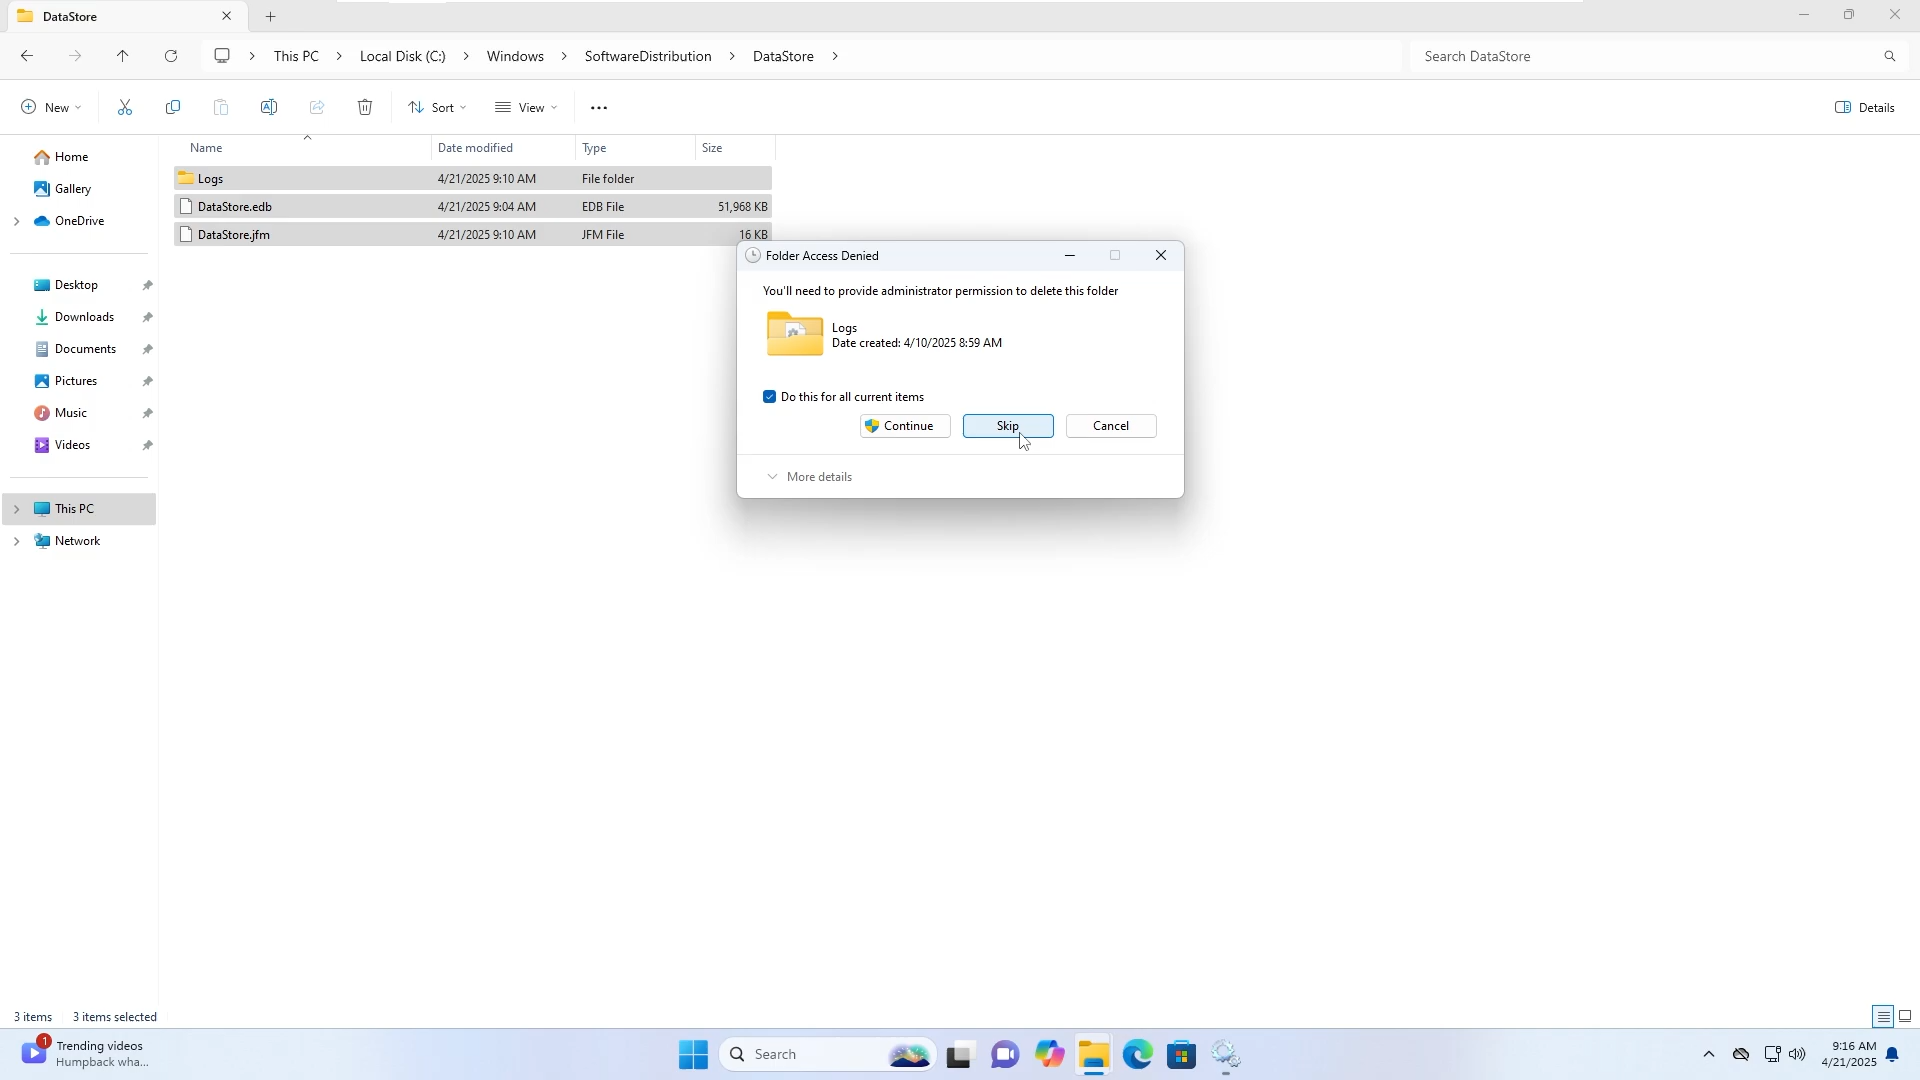 DataStore
This PC > Local Disk (C:) > Windows > SoftwareDistribution > DataStore >
Search DataStore
New
Sort
View
Details
Name Date modified Type Size
Logs 4/21/2025 9:10 AM File folder
DataStore.edb 4/21/2025 9:04 AM EDB File 51,968 KB
DataStore.jfm 4/21/2025 9:10 AM JFM File 16 KB
Home
Gallery
OneDrive
Desktop
Downloads
Documents
Pictures
Music
Videos
This PC
Network
Folder Access Denied
You'll need to provide administrator permission to delete this folder
Logs
Date created: 4/10/2025 8:59 AM
Do this for all current items
Continue Skip Cancel
More details
3 items 3 items selected
1
Trending videos
Humpback wha...
Search
9:16 AM
4/21/2025